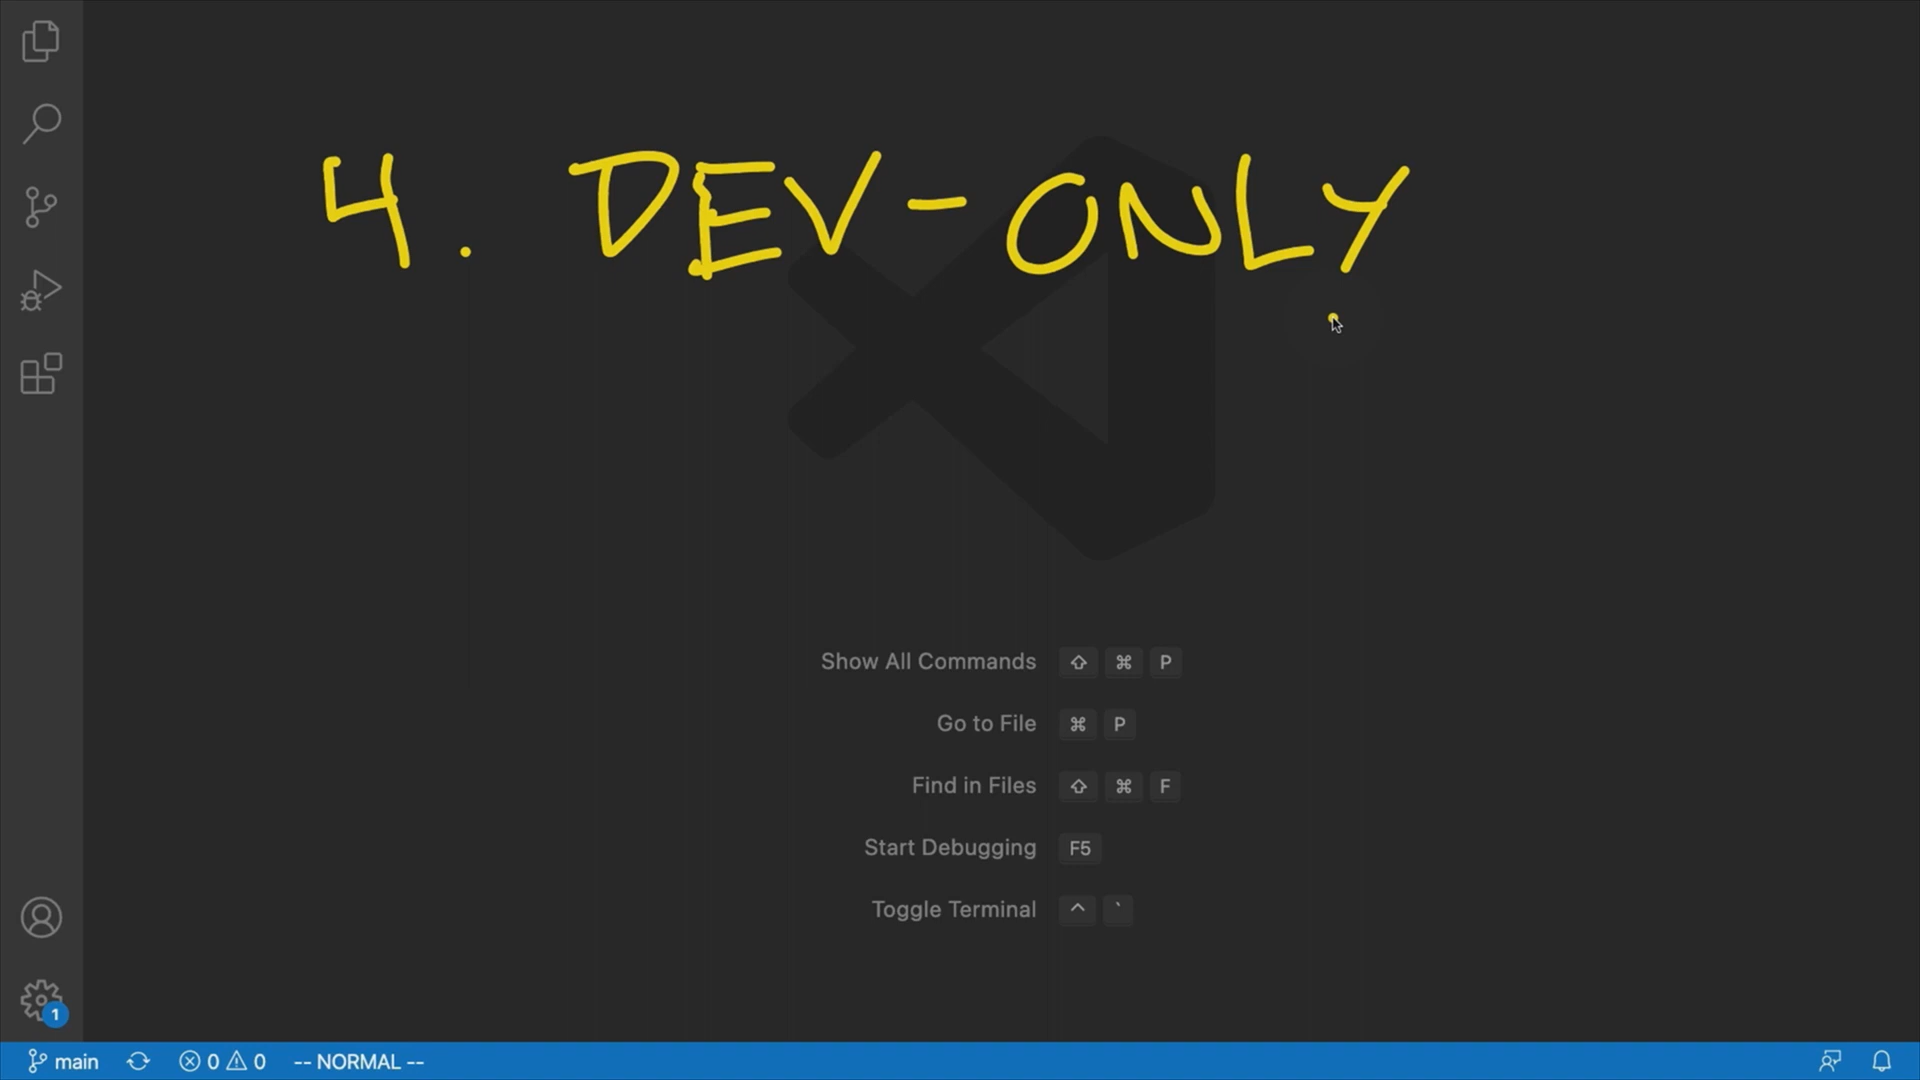 4. DEV-ONLY
Show All Commands ⇧ ⌘ P
Go to File ⌘ P
Find in Files ⇧ ⌘ F
Start Debugging F5
Toggle Terminal ^ `
1
main 0 0 -- NORMAL --